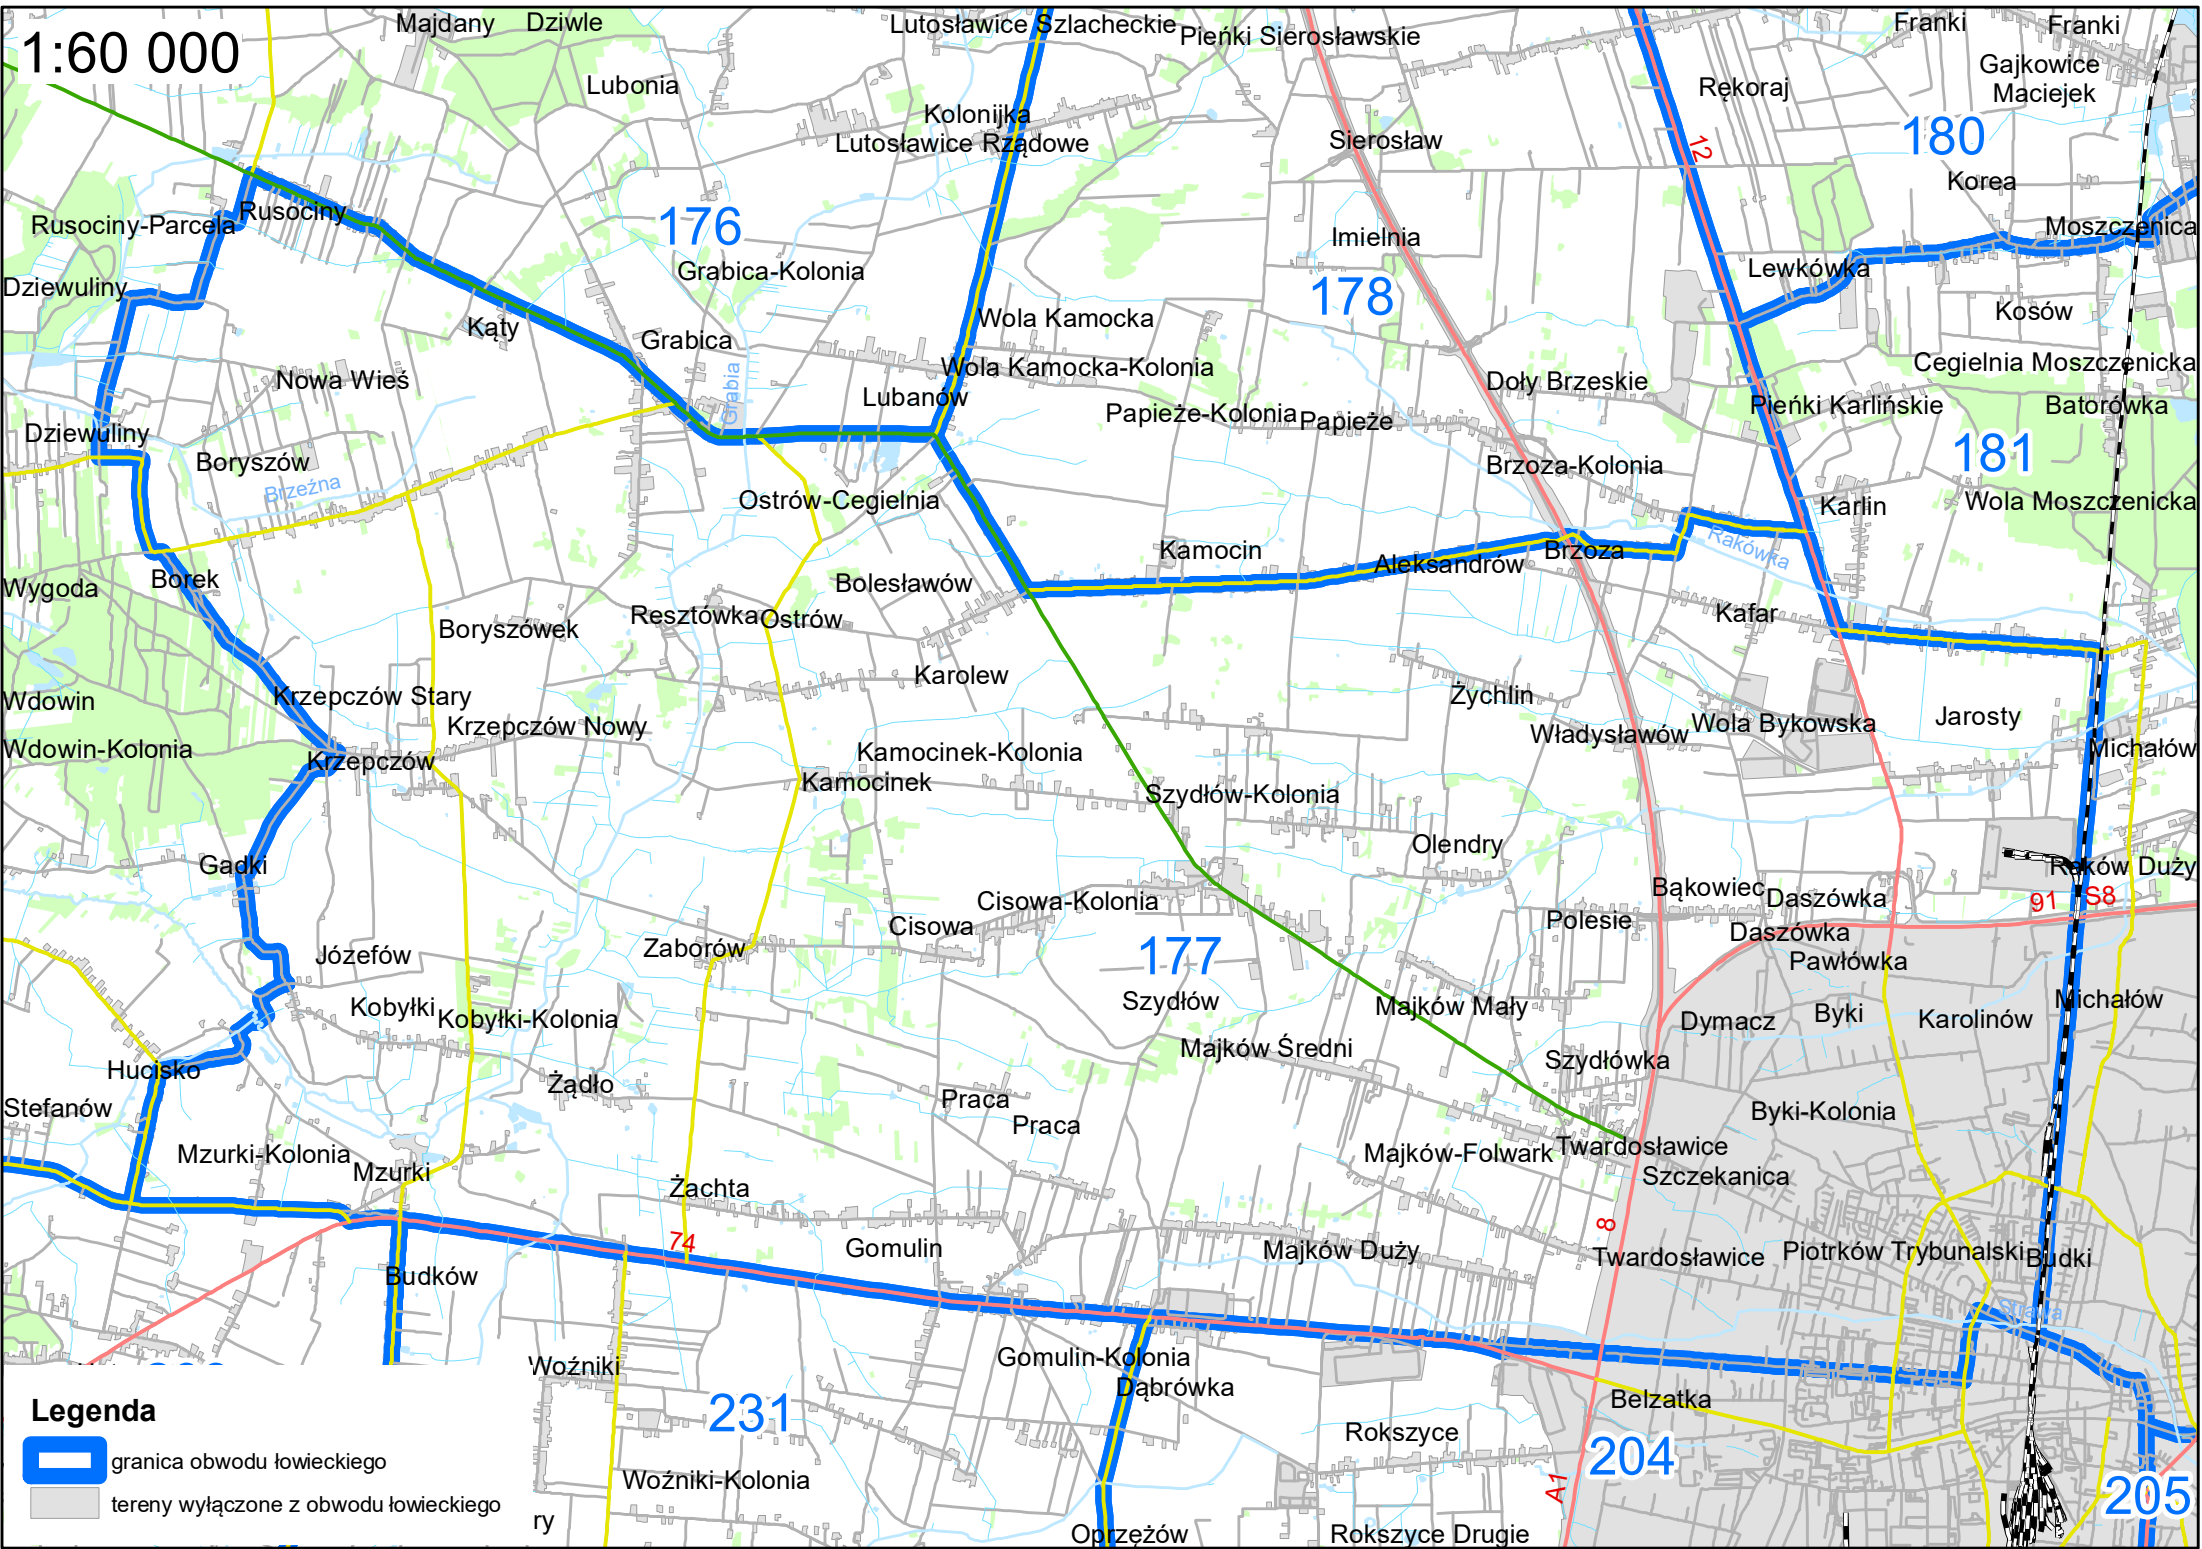 1:60 000
Majdany
Dziwle
Lutosławice Szlacheckie
Pieńki Sierosławskie
Franki
Franki
Lubonia
Rękoraj
Gajkowice
Maciejek
Kolonijka
Lutosławice Rządowe
Sierosław
12
180
Korea
Rusociny-Parcela
Rusociny
176
Imielnia
Moszczenica
Dziewuliny
Grabica-Kolonia
178
Lewkówka
Kosów
Kąty
Grabica
Wola Kamocka
Nowa Wieś
Grabia
Wola Kamocka-Kolonia
Cegielnia Moszczenicka
Lubanów
Doły Brzeskie
Papieże-Kolonia
Papieże
Pieńki Karlińskie
Batorówka
Dziewuliny
Boryszów
Brzeźna
Brzoza-Kolonia
181
Ostrów-Cegielnia
Karlin
Wola Moszczenicka
Kamocin
Aleksandrów
Brzoza
Rakówka
Wygoda
Borek
Bolesławów
Resztówka
Ostrów
Kafar
Boryszówek
Karolew
Wdowin
Krzepczów Stary
Żychlin
Krzepczów Nowy
Władysławów
Wola Bykowska
Jarosty
Wdowin-Kolonia
Krzepczów
Kamocinek-Kolonia
Michałów
Kamocinek
Szydłów-Kolonia
Gadki
Olendry
Raków Duży
Cisowa-Kolonia
Bąkowiec
Daszówka
91
S8
Cisowa
Polesie
Daszówka
Józefów
Zaborów
177
Pawłówka
Kobyłki
Kobyłki-Kolonia
Szydłów
Majków Mały
Dymacz
Byki
Karolinów
Michałów
Hucisko
Żądło
Majków Średni
Szydłówka
Stefanów
Praca
Praca
Byki-Kolonia
Mzurki-Kolonia
Mzurki
Majków-Folwark
Twardosławice
Szczekanica
Żachta
74
Gomulin
Majków Duży
8
Twardosławice
Piotrków Trybunalski
Budki
Budków
Strawa
Woźniki
Gomulin-Kolonia
Dąbrówka
Belzatka
231
Rokszyce
204
Woźniki-Kolonia
A1
205
ry
Oprzężów
Rokszyce Drugie
Legenda
granica obwodu łowieckiego
tereny wyłączone z obwodu łowieckiego